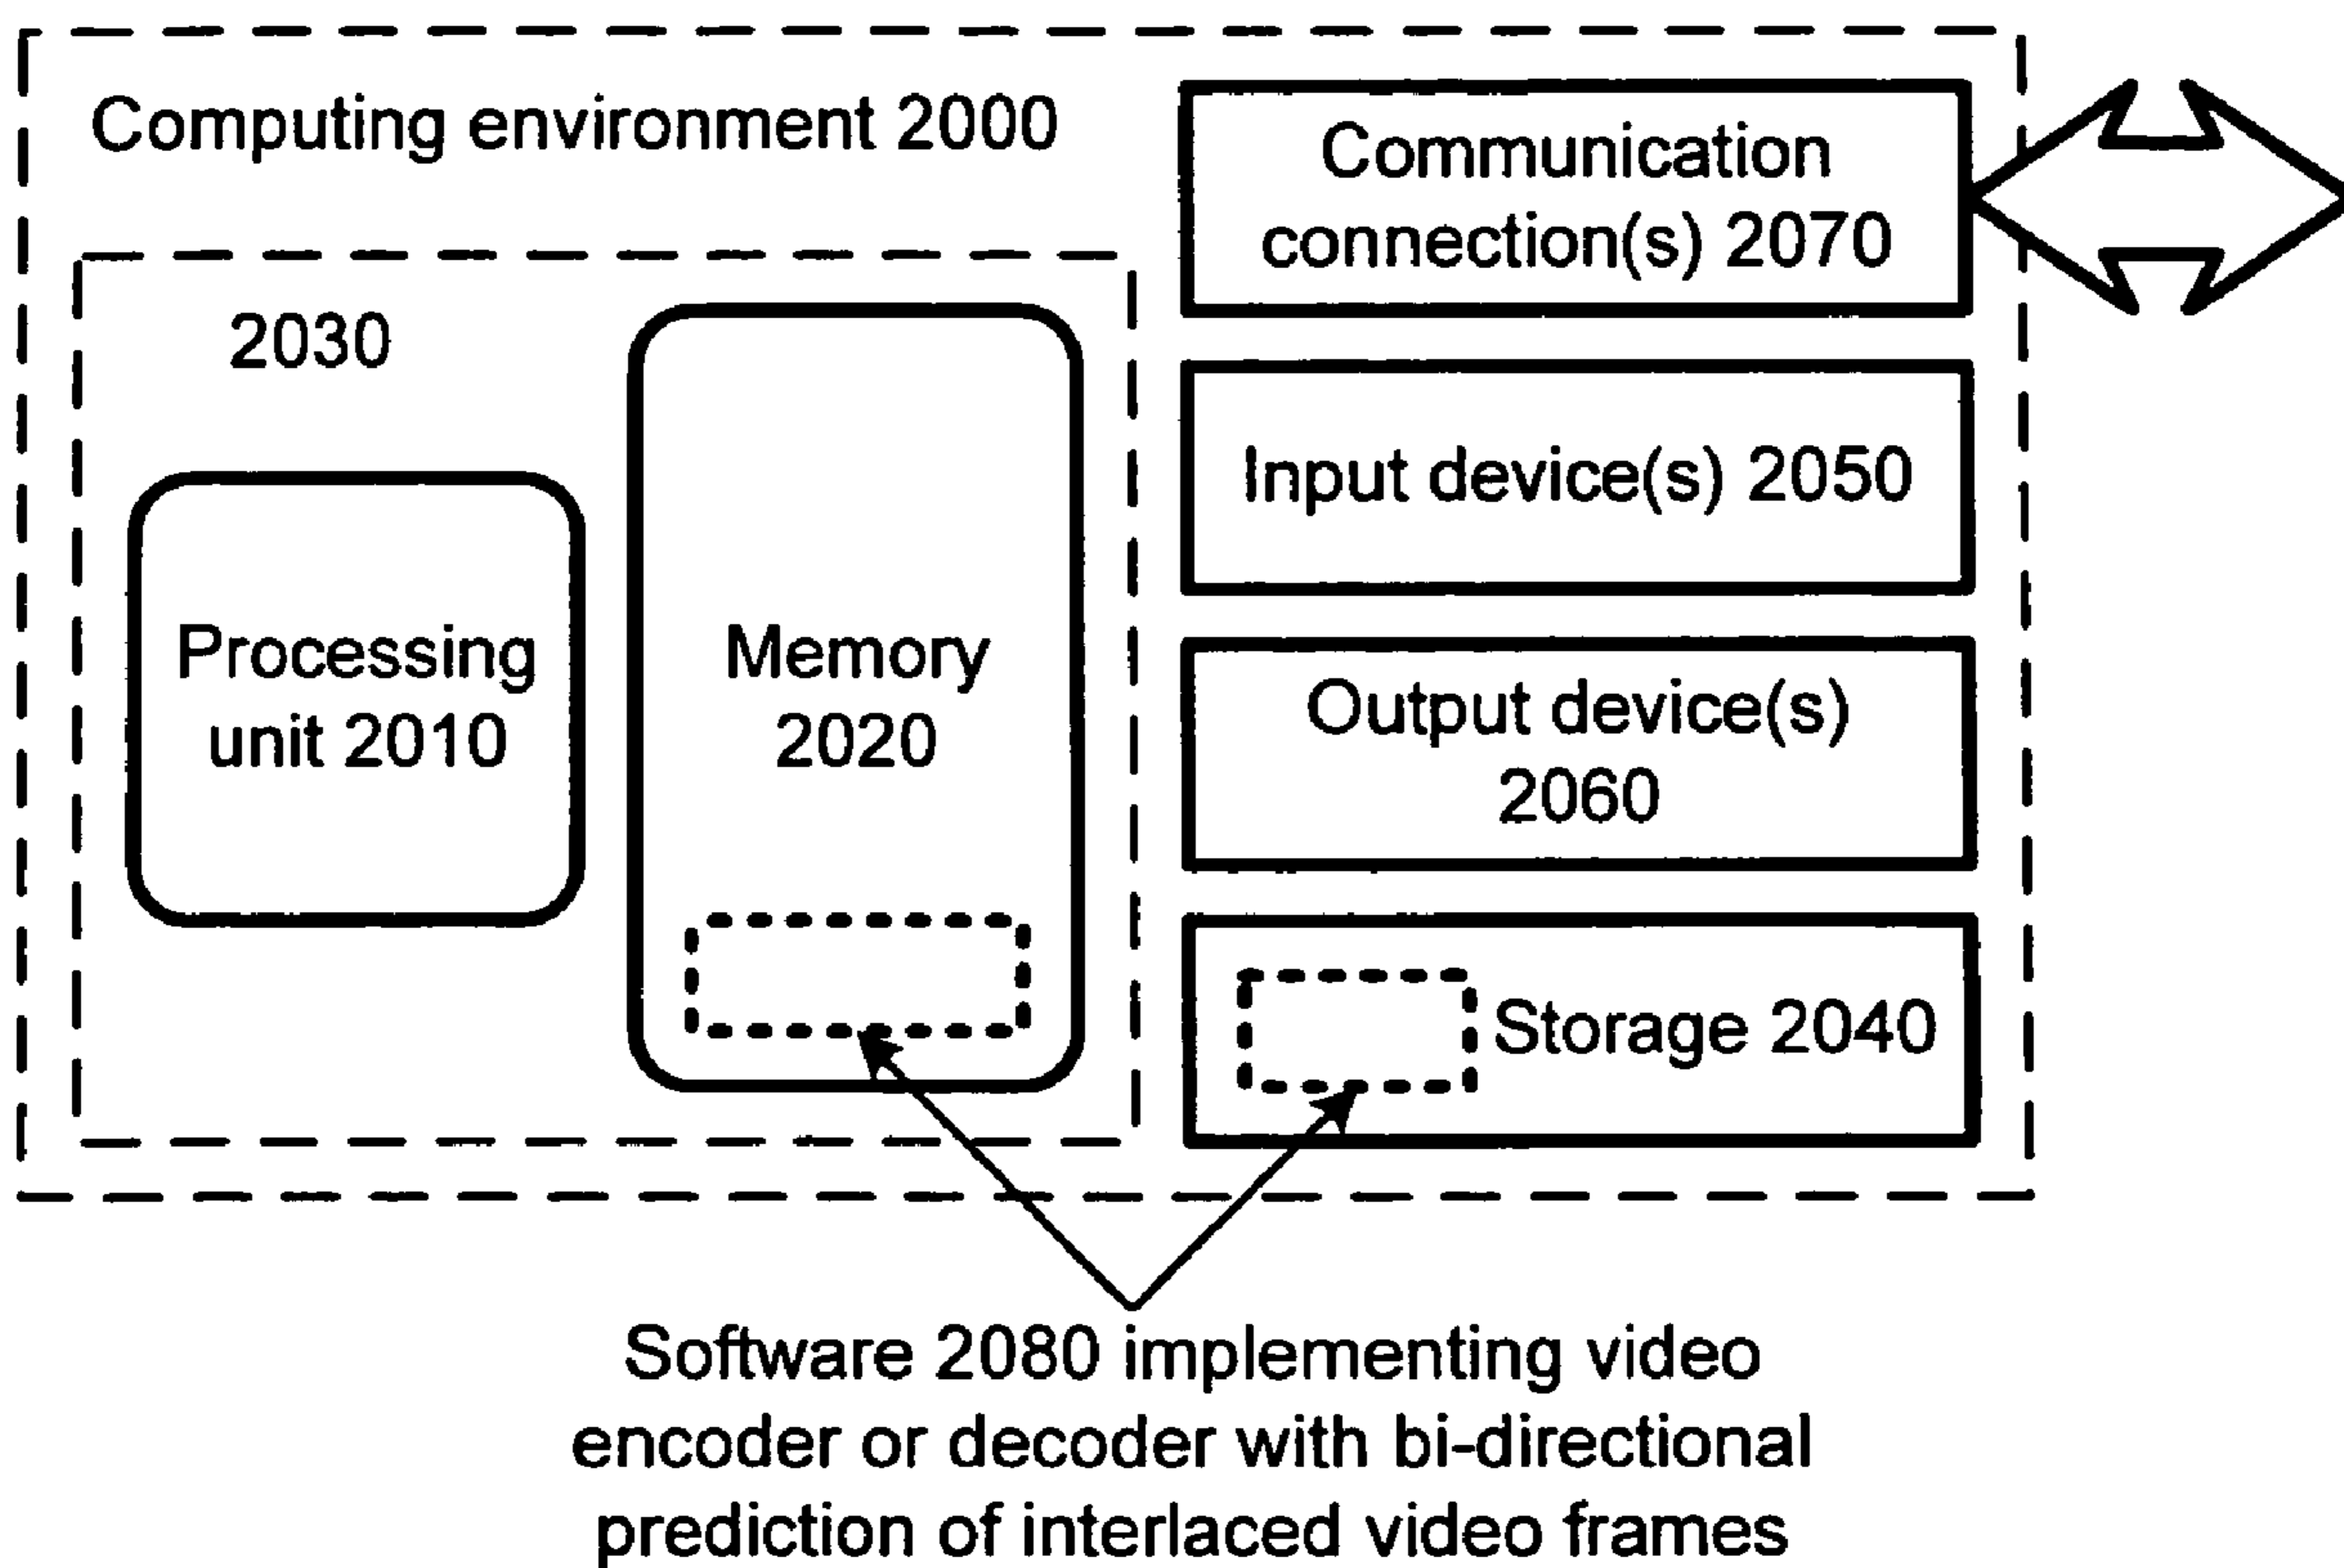 Computing environment 2000
Communication
connection(s) 2070
2030
Input device(s) 2050
Processing
unit 2010
Memory
2020
Output device(s)
2060
Storage 2040
Software 2080 implementing video
encoder or decoder with bi-directional
prediction of interlaced video frames